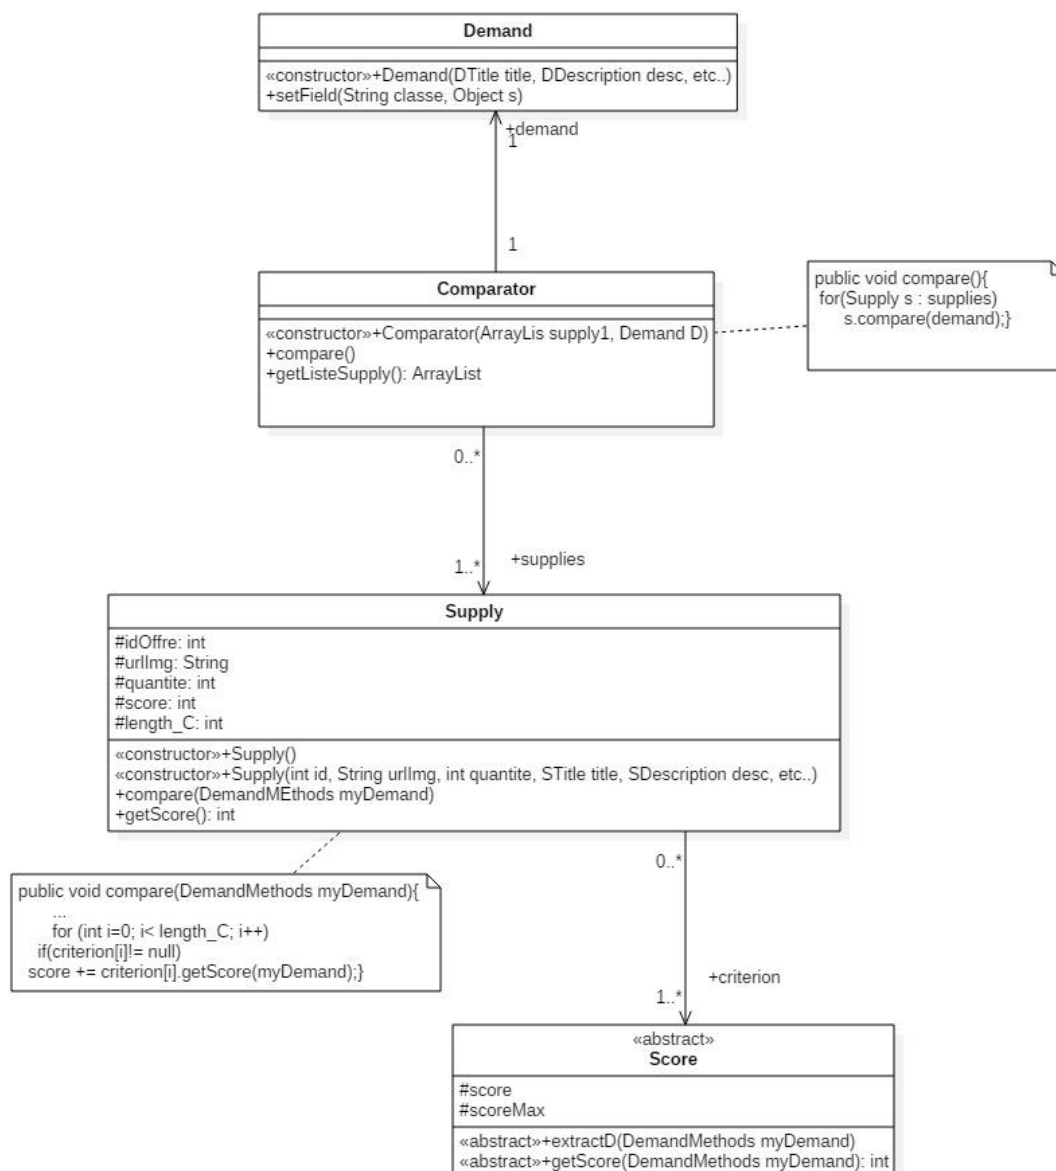 Demand
«constructor»+Demand(DTitle title, DDescription desc, etc..)
+setField(String classe, Object s)
+demand
1
1
Comparator
«constructor»+Comparator(ArrayLis supply1, Demand D)
+compare()
+getListeSupply(): ArrayList
public void compare(){
for(Supply s : supplies)
s.compare(demand);}
0..*
1..*
+supplies
Supply
#idOffre: int
#urlImg: String
#quantite: int
#score: int
#length_C: int
«constructor»+Supply()
«constructor»+Supply(int id, String urlImg, int quantite, STitle title, SDescription desc, etc..)
+compare(DemandMEthods myDemand)
+getScore(): int
public void compare(DemandMethods myDemand){
...
for (int i=0; i< length_C; i++)
if(criterion[i]!= null)
score += criterion[i].getScore(myDemand);}
0..*
1..*
+criterion
«abstract»
Score
#score
#scoreMax
«abstract»+extractD(DemandMethods myDemand)
«abstract»+getScore(DemandMethods myDemand): int